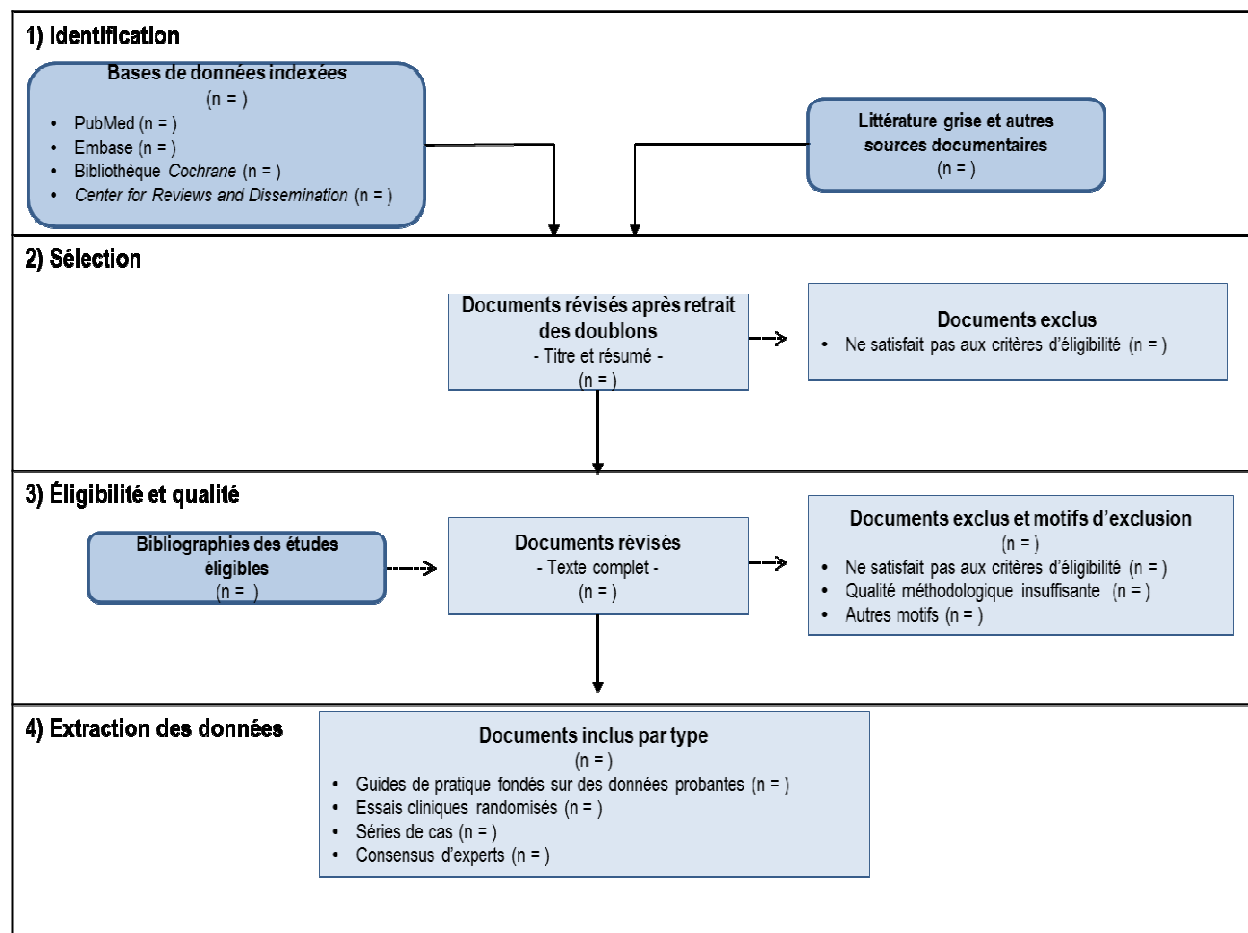 1) Identification
Bases de données indexées
(n = )
• PubMed (n = )
• Embase (n = )
• Bibliothèque Cochrane (n = )
• Center for Reviews and Dissemination (n = )
Littérature grise et autres
sources documentaires
(n = )
2) Sélection
Documents révisés après retrait
des doublons
- Titre et résumé -
(n = )
Documents exclus
• Ne satisfait pas aux critères d’éligibilité (n = )
3) Éligibilité et qualité
Bibliographies des études
éligibles
(n = )
Documents révisés
- Texte complet -
(n = )
Documents exclus et motifs d’exclusion
(n = )
• Ne satisfait pas aux critères d’éligibilité (n = )
• Qualité méthodologique insuffisante (n = )
• Autres motifs (n = )
4) Extraction des données
Documents inclus par type
(n = )
• Guides de pratique fondés sur des données probantes (n = )
• Essais cliniques randomisés (n = )
• Séries de cas (n = )
• Consensus d’experts (n = )